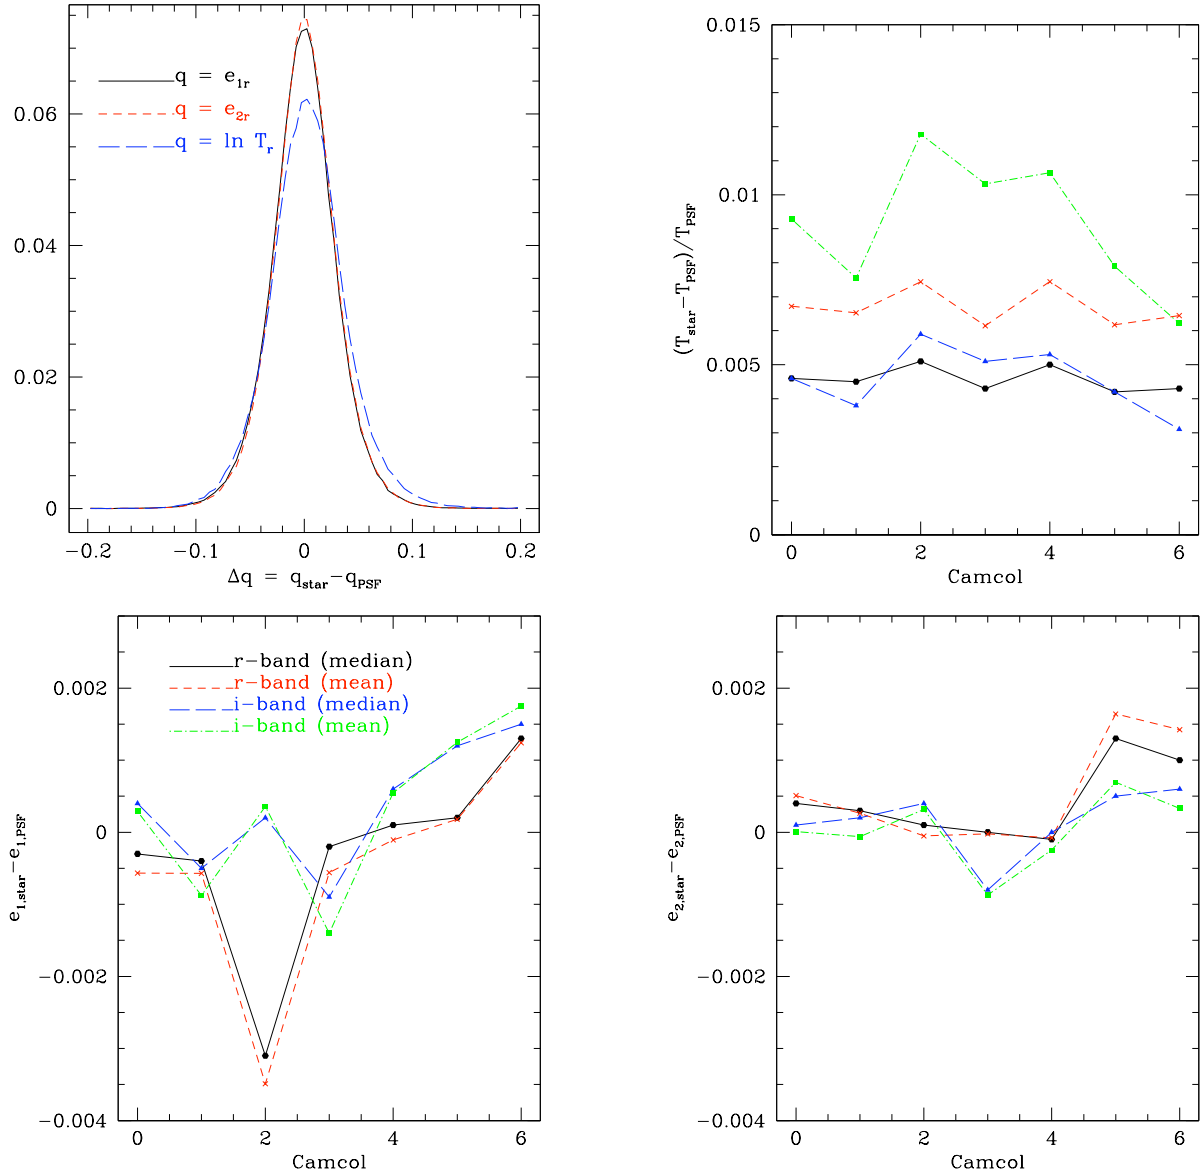 0.06
0.04
0.02
0
−0.2
−0.1
0
0.1
0.2
q = e1r
q = e2r
q = ln Tr
Δq = qstar−qPSF
0.015
0.01
0.005
0
0
2
4
6
(Tstar−TPSF)/TPSF
Camcol
0.002
0
−0.002
−0.004
0
2
4
6
r−band (median)
r−band (mean)
i−band (median)
i−band (mean)
e1,star−e1,PSF
Camcol
0.002
0
−0.002
−0.004
0
2
4
6
e2,star−e2,PSF
Camcol